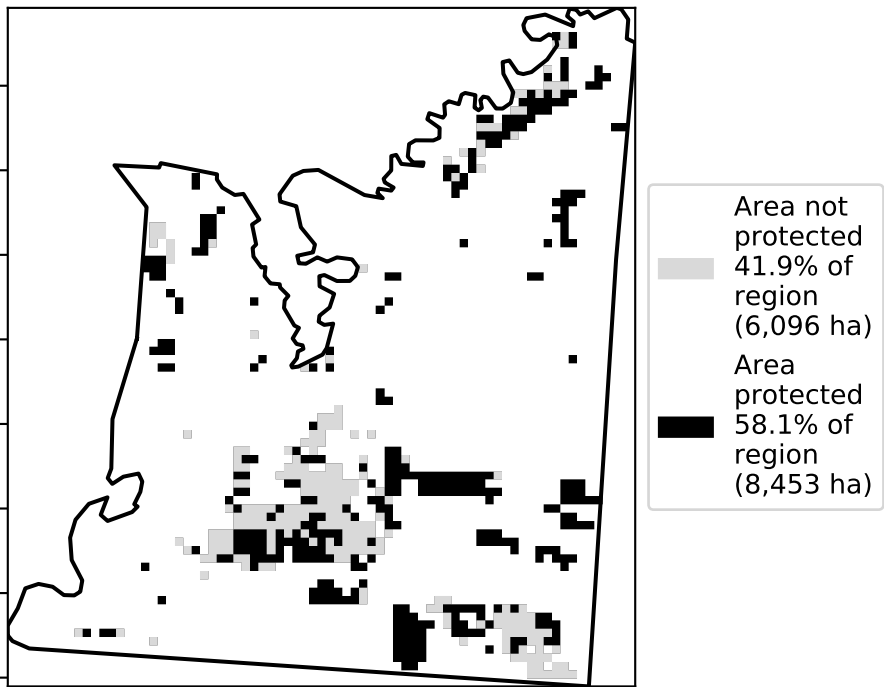 Area not
protected
41.9% of
region
(6,096 ha)
Area
protected
58.1% of
region
(8,453 ha)